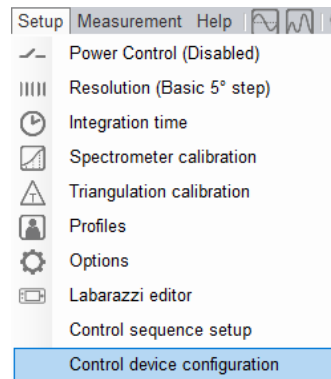 Setup Measurement Help
Power Control (Disabled)
Resolution (Basic 5° step)
Integration time
Spectrometer calibration
Triangulation calibration
Profiles
Options
Labarazzi editor
Control sequence setup
Control device configuration